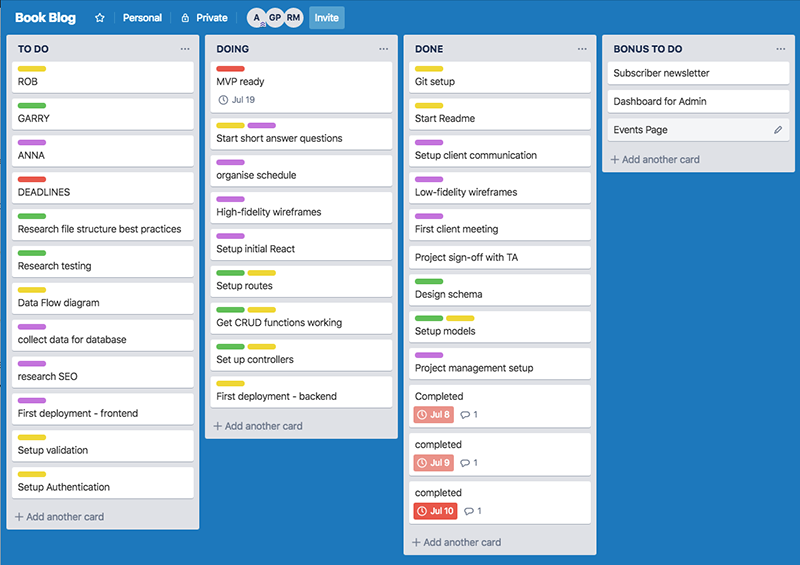 Book Blog Personal Private A GP RM Invite
TO DO
ROB
GARRY
ANNA
DEADLINES
Research file structure best practices
Research testing
Data Flow diagram
collect data for database
research SEO
First deployment - frontend
Setup validation
Setup Authentication
+ Add another card
DOING
MVP ready
Jul 19
Start short answer questions
organise schedule
High-fidelity wireframes
Setup initial React
Setup routes
Get CRUD functions working
Set up controllers
First deployment - backend
+ Add another card
DONE
Git setup
Start Readme
Setup client communication
Low-fidelity wireframes
First client meeting
Project sign-off with TA
Design schema
Setup models
Project management setup
Completed
Jul 8 1
completed
Jul 9 1
completed
Jul 10 1
+ Add another card
BONUS TO DO
Subscriber newsletter
Dashboard for Admin
Events Page
+ Add another card